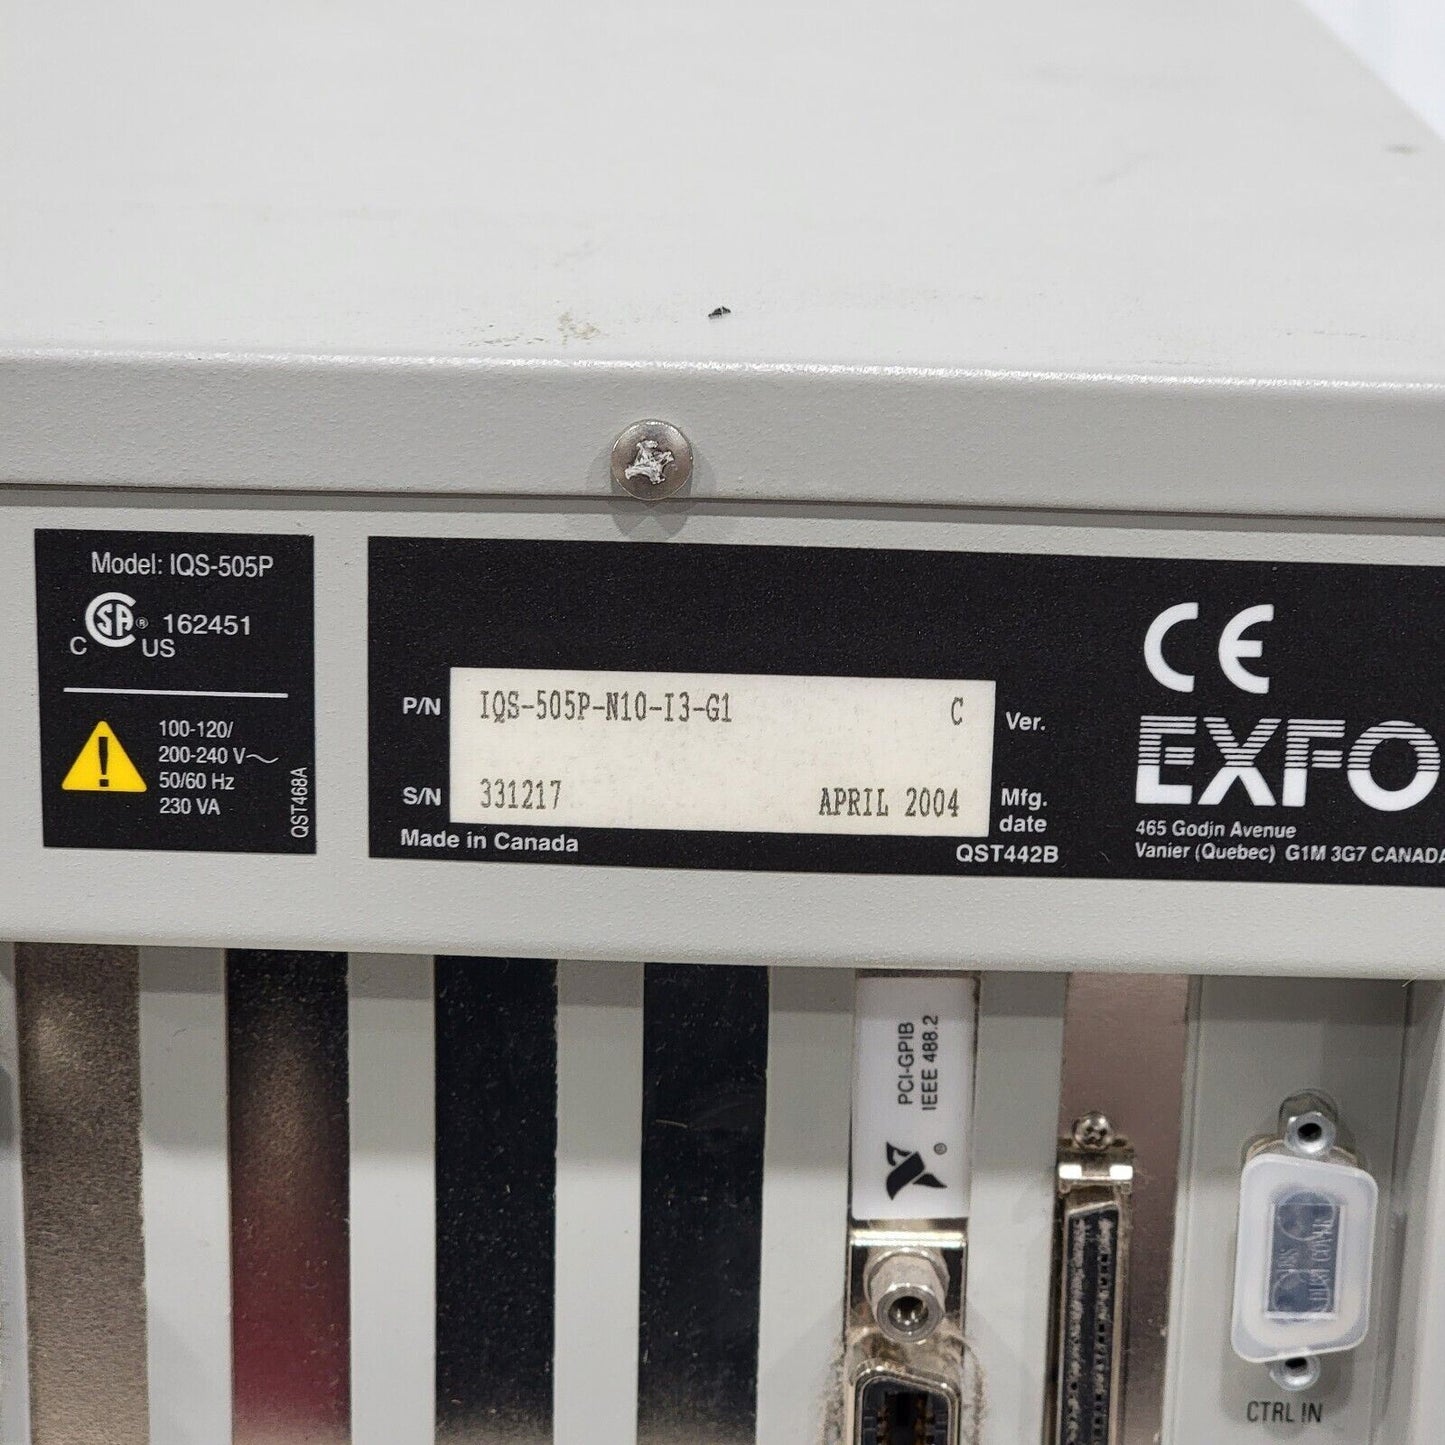 Model: IQS-505P
CSA® 162451
C US
100-120/
200-240 V~
50/60 Hz
230 VA
QST468A
P/N IQS-505P-N10-I3-G1 C Ver.
S/N 331217 APRIL 2004 Mfg. date
Made in Canada
QST442B
CE
EXFO
465 Godin Avenue
Vanier (Quebec) G1M 3G7 CANADA
PCI-GPIB
IEEE 488.2
®
CTRL IN